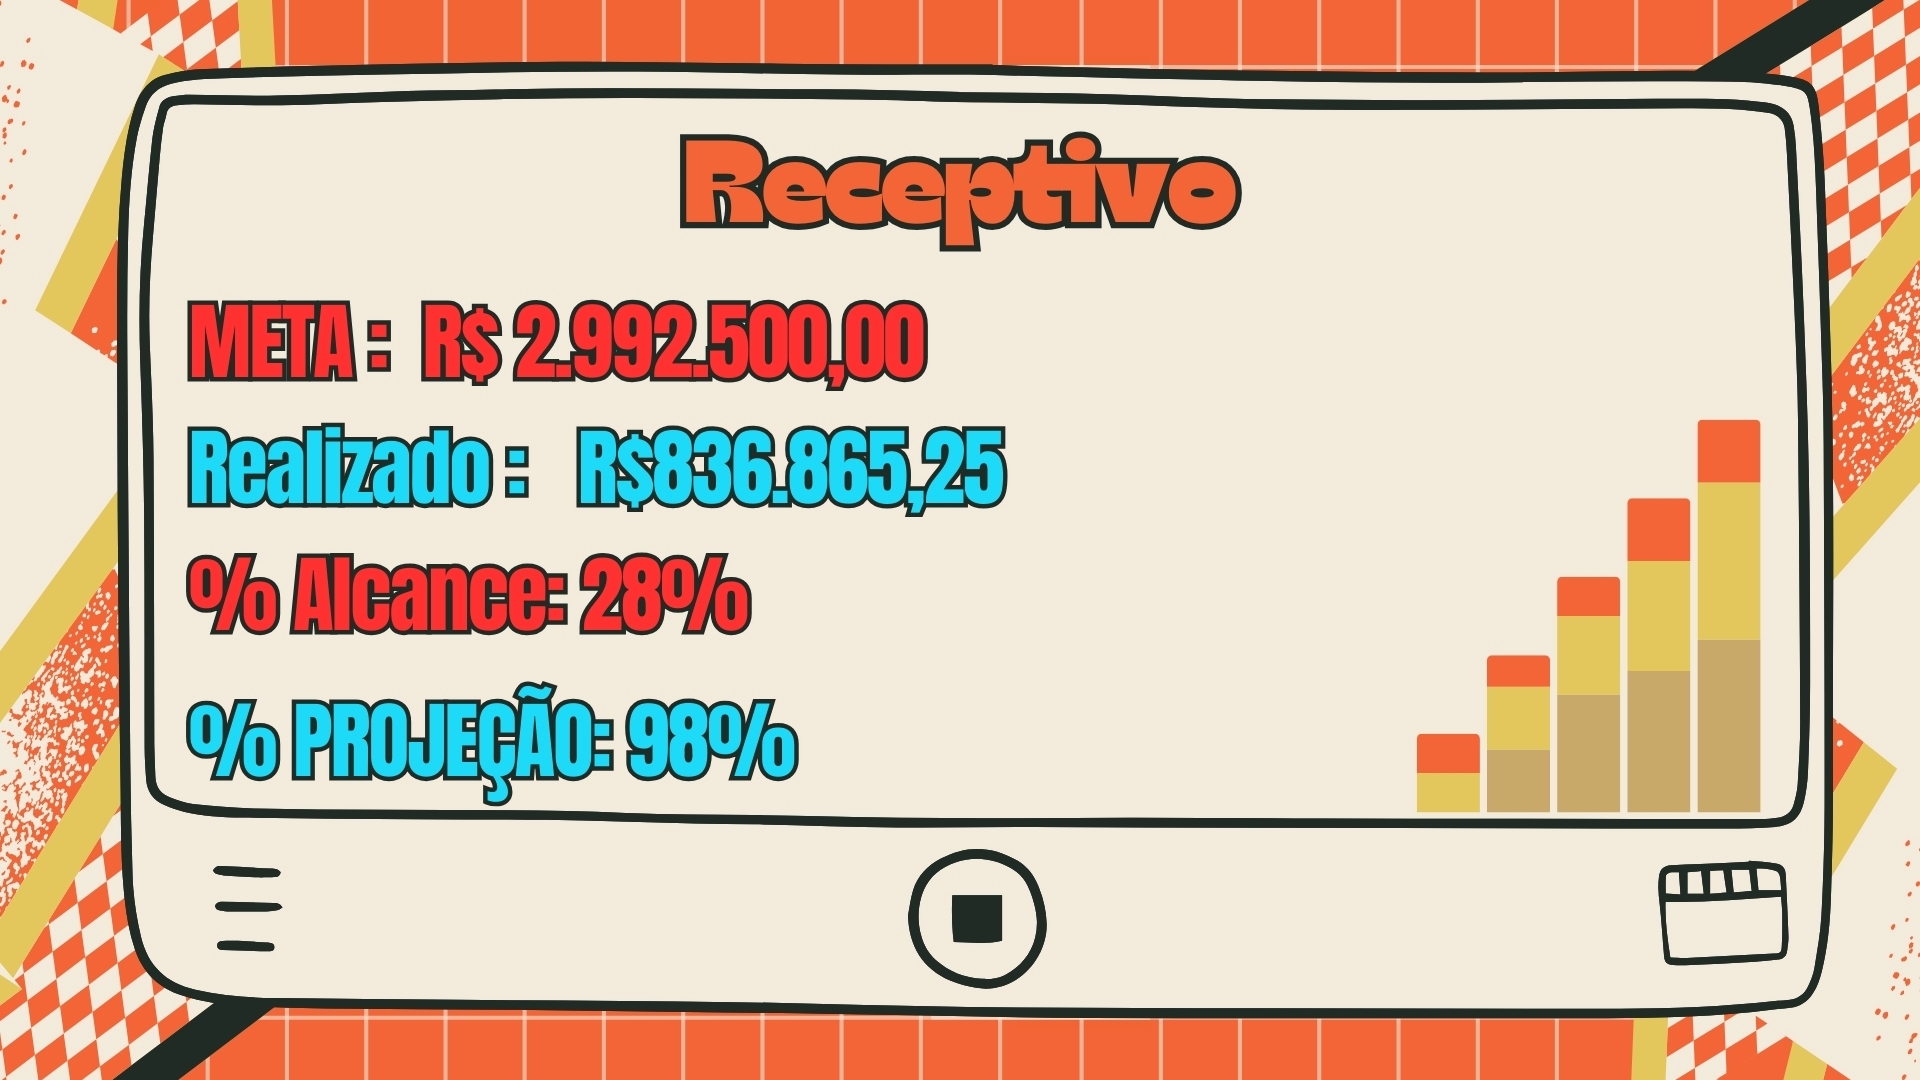 Receptivo
META : R$ 2.992.500,00
Realizado : R$836.865,25
% Alcance: 28%
% PROJEÇÃO: 98%